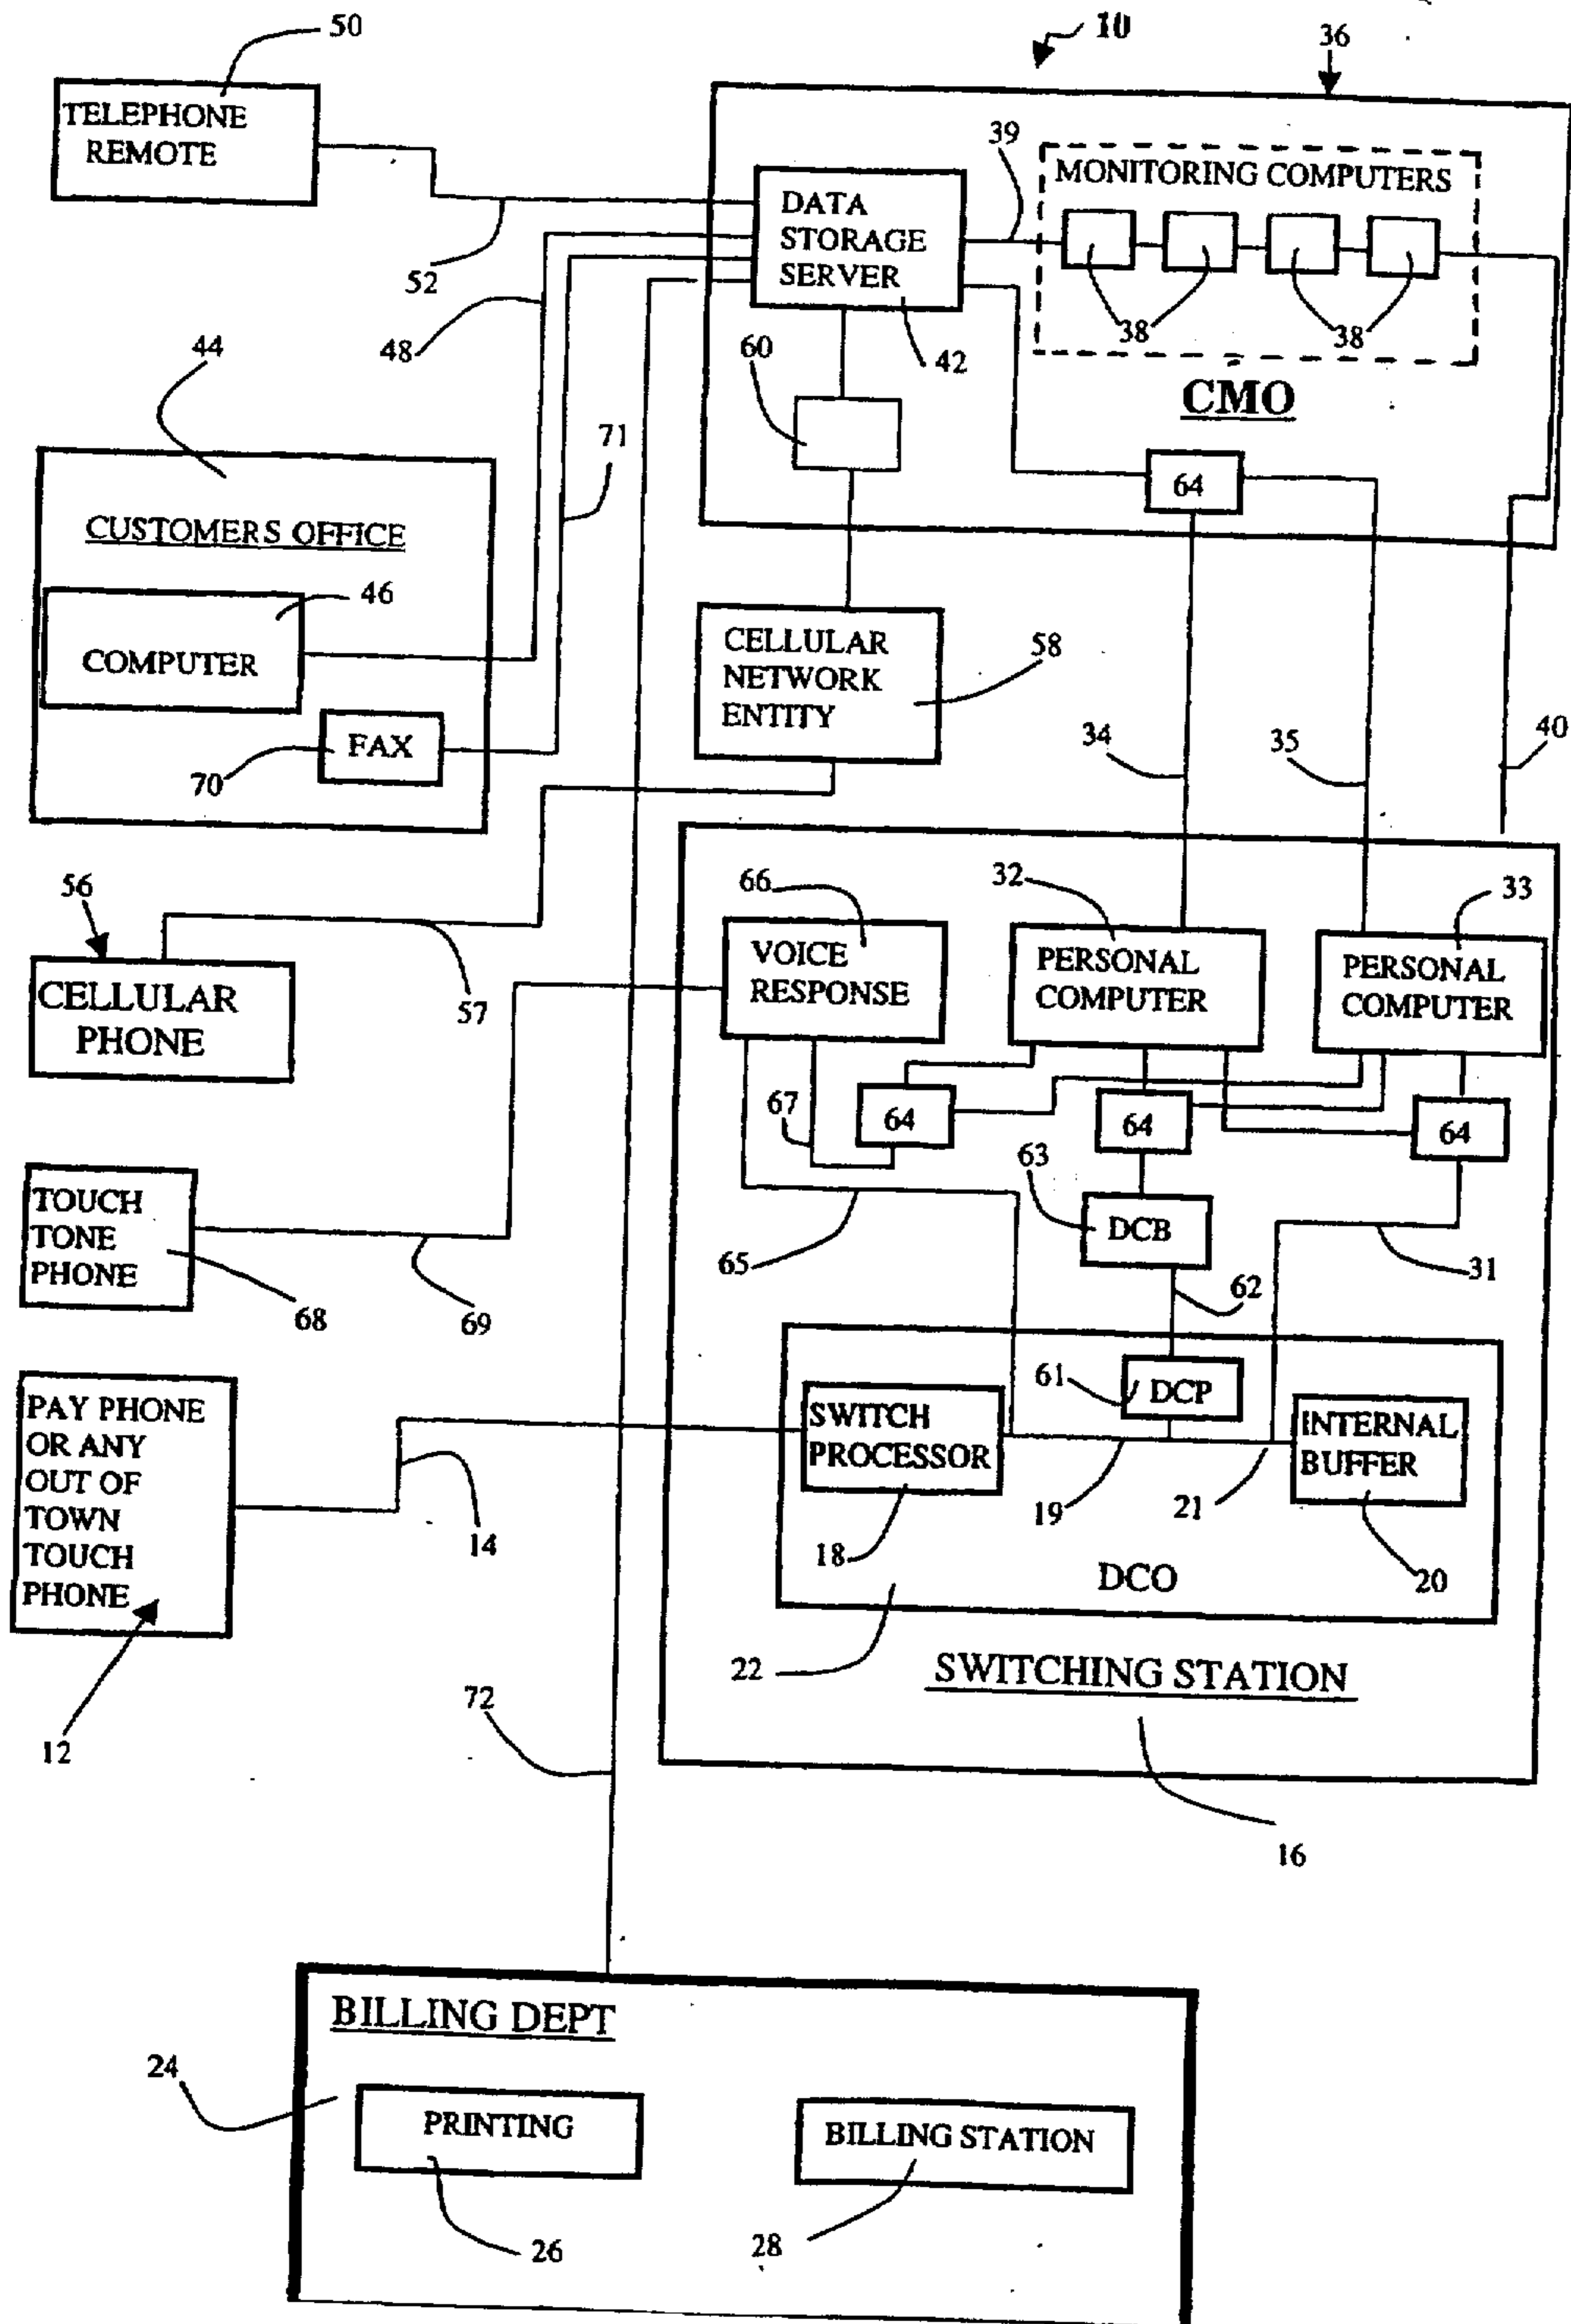 50
10
36
TELEPHONE
REMOTE
39
MONITORING COMPUTERS
DATA
STORAGE
SERVER
52
48
38
38
42
60
CMO
44
71
64
CUSTOMERS OFFICE
46
COMPUTER
CELLULAR
NETWORK
ENTITY
58
FAX
70
34
35
40
56
66
32
33
VOICE
RESPONSE
PERSONAL
COMPUTER
PERSONAL
COMPUTER
CELLULAR
PHONE
57
67
64
64
64
63
DCB
TOUCH
TONE
PHONE
65
31
62
68
69
61
DCP
PAY PHONE
OR ANY
OUT OF
TOWN
TOUCH
PHONE
SWITCH
PROCESSOR
INTERNAL
BUFFER
14
18
19
21
20
DCO
22
SWITCHING STATION
12
72
16
BILLING DEPT
24
PRINTING
BILLING STATION
26
28